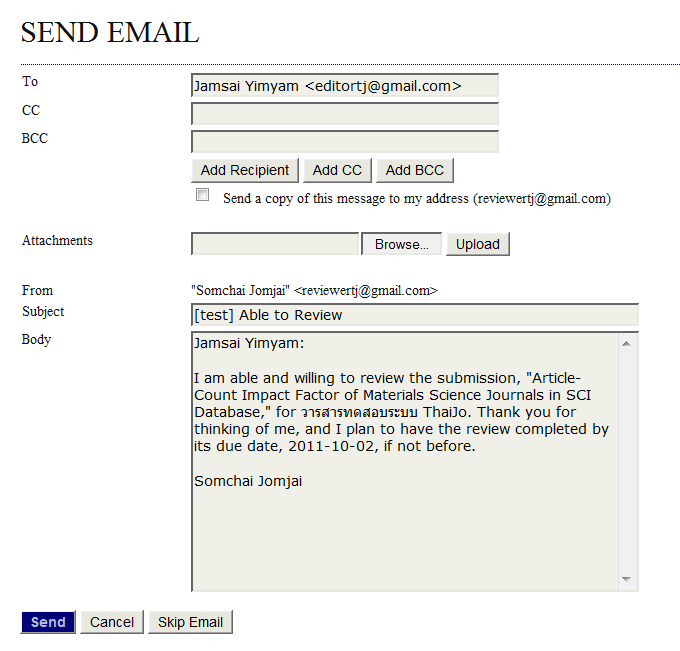 SEND EMAIL
To
Jamsai Yimyam <editortj@gmail.com>
CC
BCC
Add Recipient Add CC Add BCC
Send a copy of this message to my address (reviewertj@gmail.com)
Attachments
Browse... Upload
From "Somchai Jomjai" <reviewertj@gmail.com>
Subject [test] Able to Review
Body
Jamsai Yimyam:
I am able and willing to review the submission, "Article-
Count Impact Factor of Materials Science Journals in SCI
Database," for วารสารทดสอบระบบ ThaiJo. Thank you for
thinking of me, and I plan to have the review completed by
its due date, 2011-10-02, if not before.
Somchai Jomjai
Send Cancel Skip Email